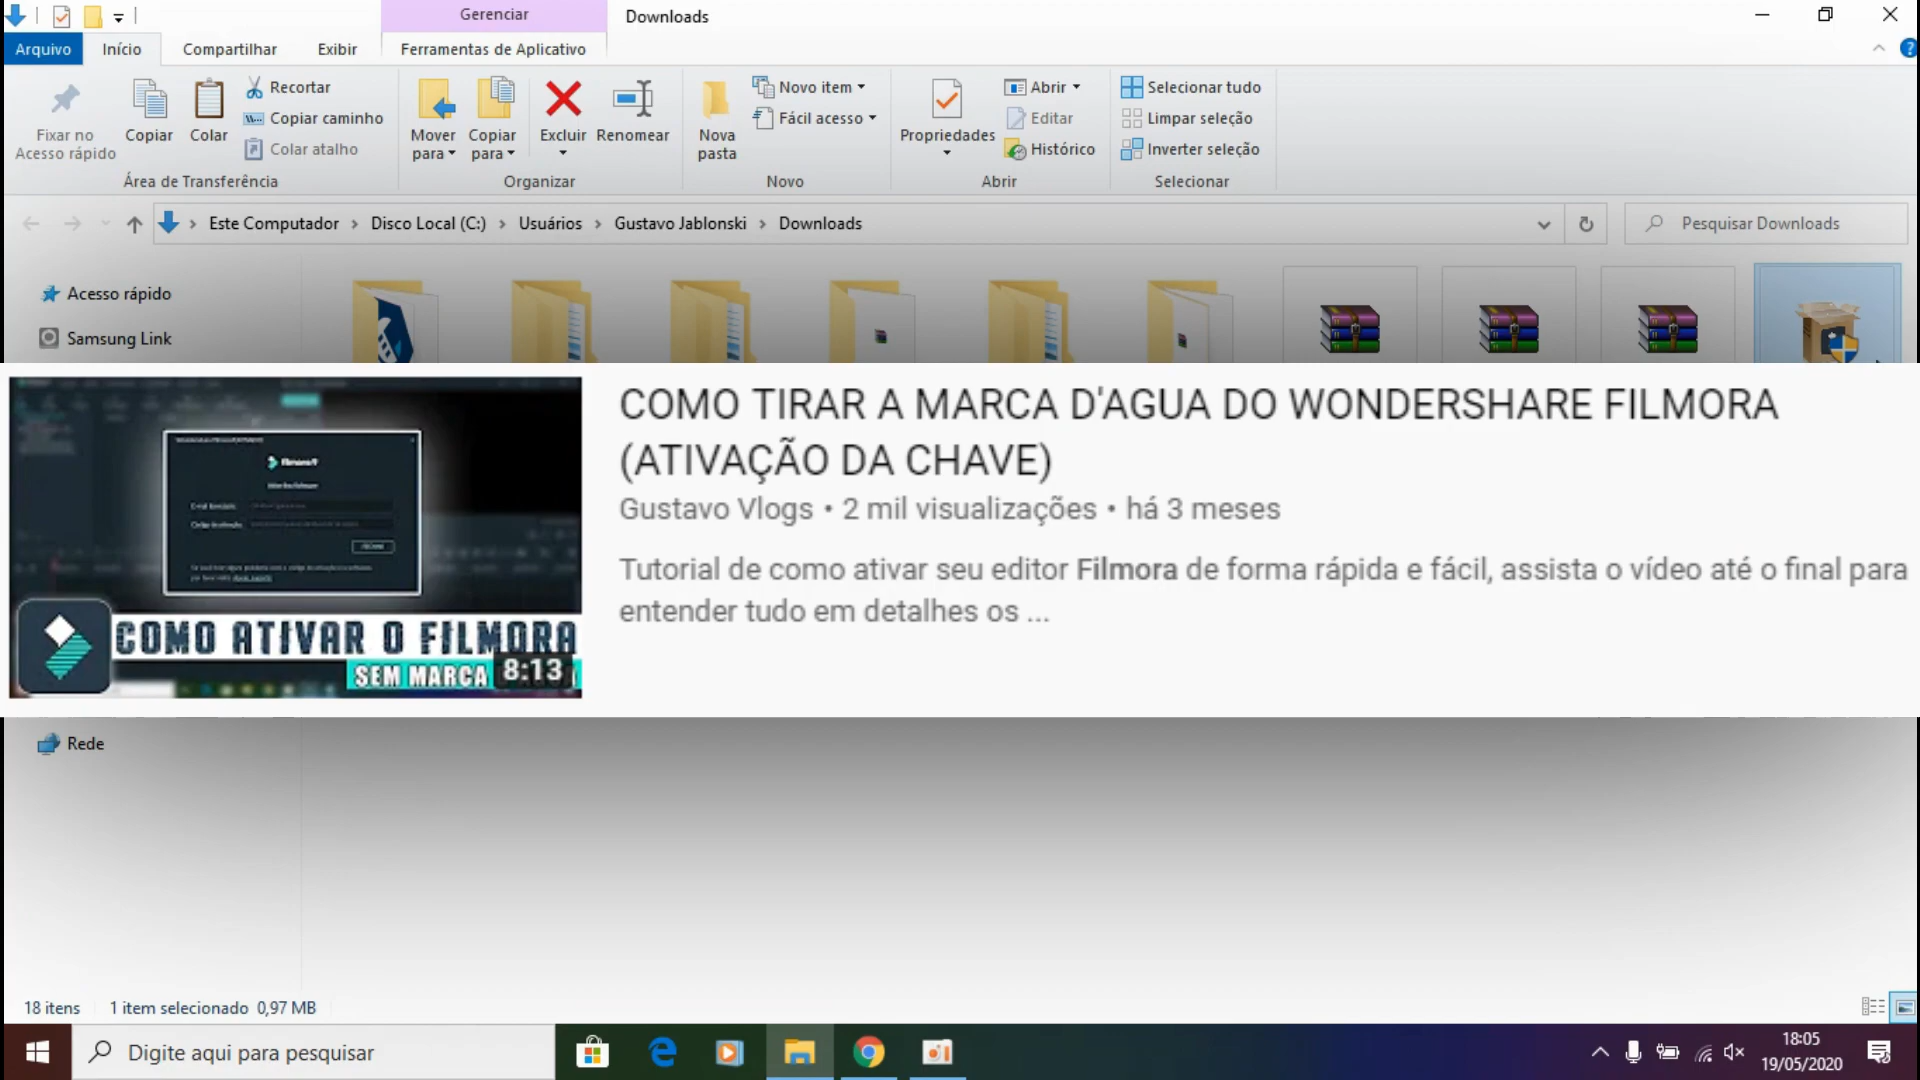 Gerenciar
Downloads
Arquivo
Início
Compartilhar
Exibir
Ferramentas de Aplicativo
Fixar no
Acesso rápido
Copiar
Colar
Recortar
Copiar caminho
Colar atalho
Área de Transferência
Mover
para
Copiar
para
Excluir
Renomear
Organizar
Nova
pasta
Novo item
Fácil acesso
Novo
Propriedades
Abrir
Editar
Histórico
Abrir
Selecionar tudo
Limpar seleção
Inverter seleção
Selecionar
Este Computador
Disco Local (C:)
Usuários
Gustavo Jablonski
Downloads
Pesquisar Downloads
Acesso rápido
Samsung Link
COMO TIRAR A MARCA D'AGUA DO WONDERSHARE FILMORA
(ATIVAÇÃO DA CHAVE)
Gustavo Vlogs • 2 mil visualizações • há 3 meses
Tutorial de como ativar seu editor Filmora de forma rápida e fácil, assista o vídeo até o final para
entender tudo em detalhes os ...
COMO ATIVAR O FILMORA
SEM MARCA
8:13
Rede
18 itens
1 item selecionado 0,97 MB
Digite aqui para pesquisar
18:05
19/05/2020